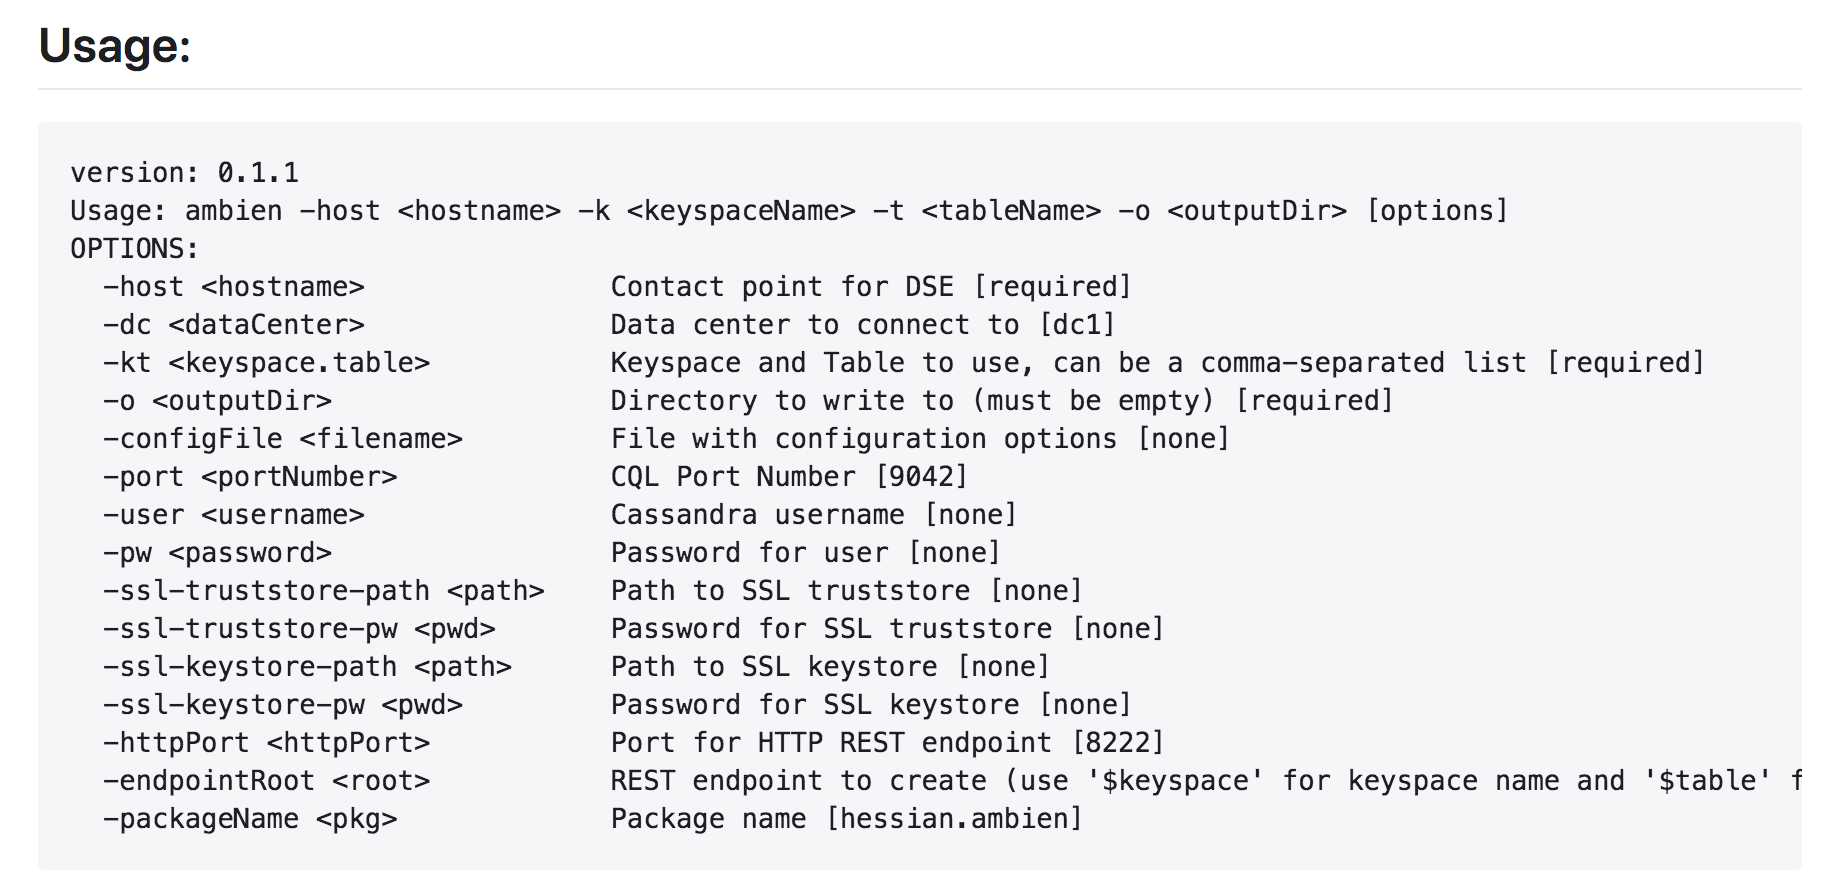 Usage:
version: 0.1.1
Usage: ambien -host <hostname> -k <keyspaceName> -t <tableName> -o <outputDir> [options]
OPTIONS:
  -host <hostname>               Contact point for DSE [required]
  -dc <dataCenter>               Data center to connect to [dc1]
  -kt <keyspace.table>           Keyspace and Table to use, can be a comma-separated list [required]
  -o <outputDir>                 Directory to write to (must be empty) [required]
  -configFile <filename>         File with configuration options [none]
  -port <portNumber>             CQL Port Number [9042]
  -user <username>               Cassandra username [none]
  -pw <password>                 Password for user [none]
  -ssl-truststore-path <path>    Path to SSL truststore [none]
  -ssl-truststore-pw <pwd>       Password for SSL truststore [none]
  -ssl-keystore-path <path>      Path to SSL keystore [none]
  -ssl-keystore-pw <pwd>         Password for SSL keystore [none]
  -httpPort <httpPort>           Port for HTTP REST endpoint [8222]
  -endpointRoot <root>           REST endpoint to create (use '$keyspace' for keyspace name and '$table'
  -packageName <pkg>             Package name [hessian.ambien]